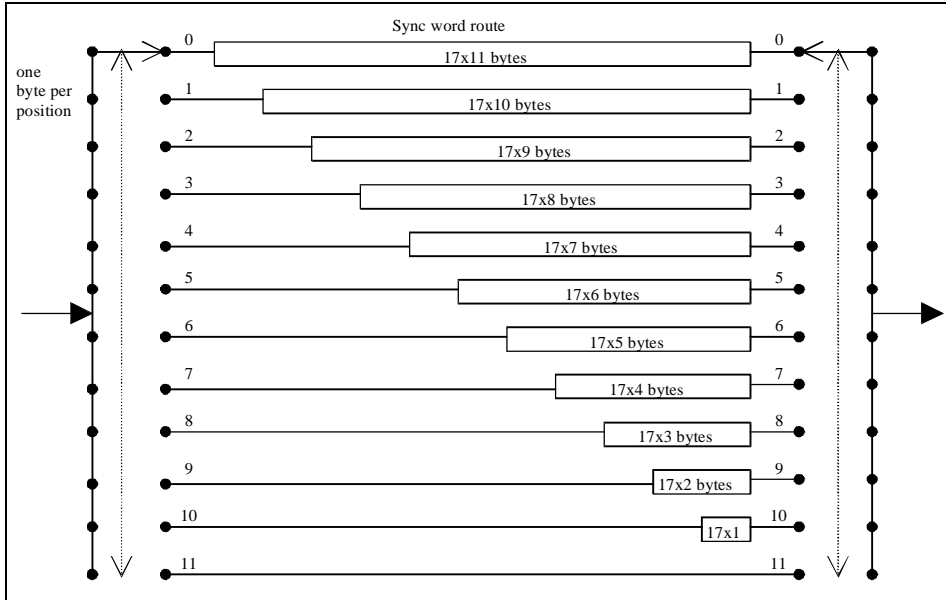 Sync word route
0 17x11 bytes 0
one
byte per
position
1 17x10 bytes 1
2 17x9 bytes 2
3 17x8 bytes 3
4 17x7 bytes 4
5 17x6 bytes 5
6 17x5 bytes 6
7 17x4 bytes 7
8 17x3 bytes 8
9 17x2 bytes 9
10 17x1 10
11 11